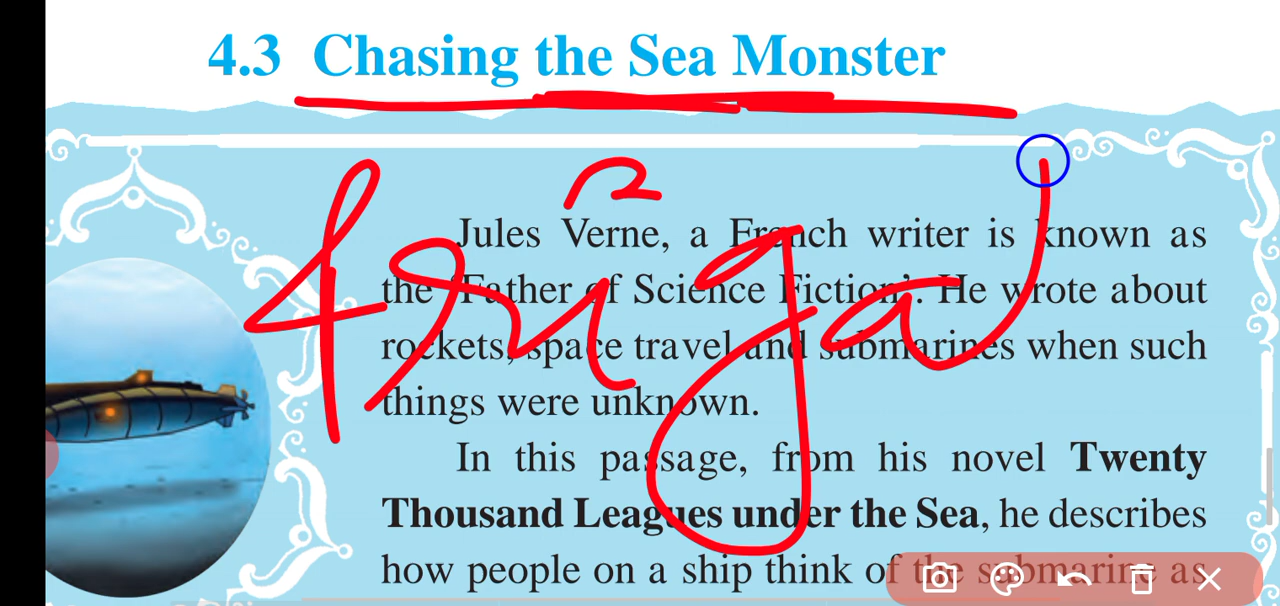 4.3 Chasing the Sea Monster
Jules Verne, a French writer is known as
the 'Father of Science Fiction'. He wrote about
rockets, space travel and submarines when such
things were unknown.
In this passage, from his novel Twenty
Thousand Leagues under the Sea, he describes
how people on a ship think of the submarine as